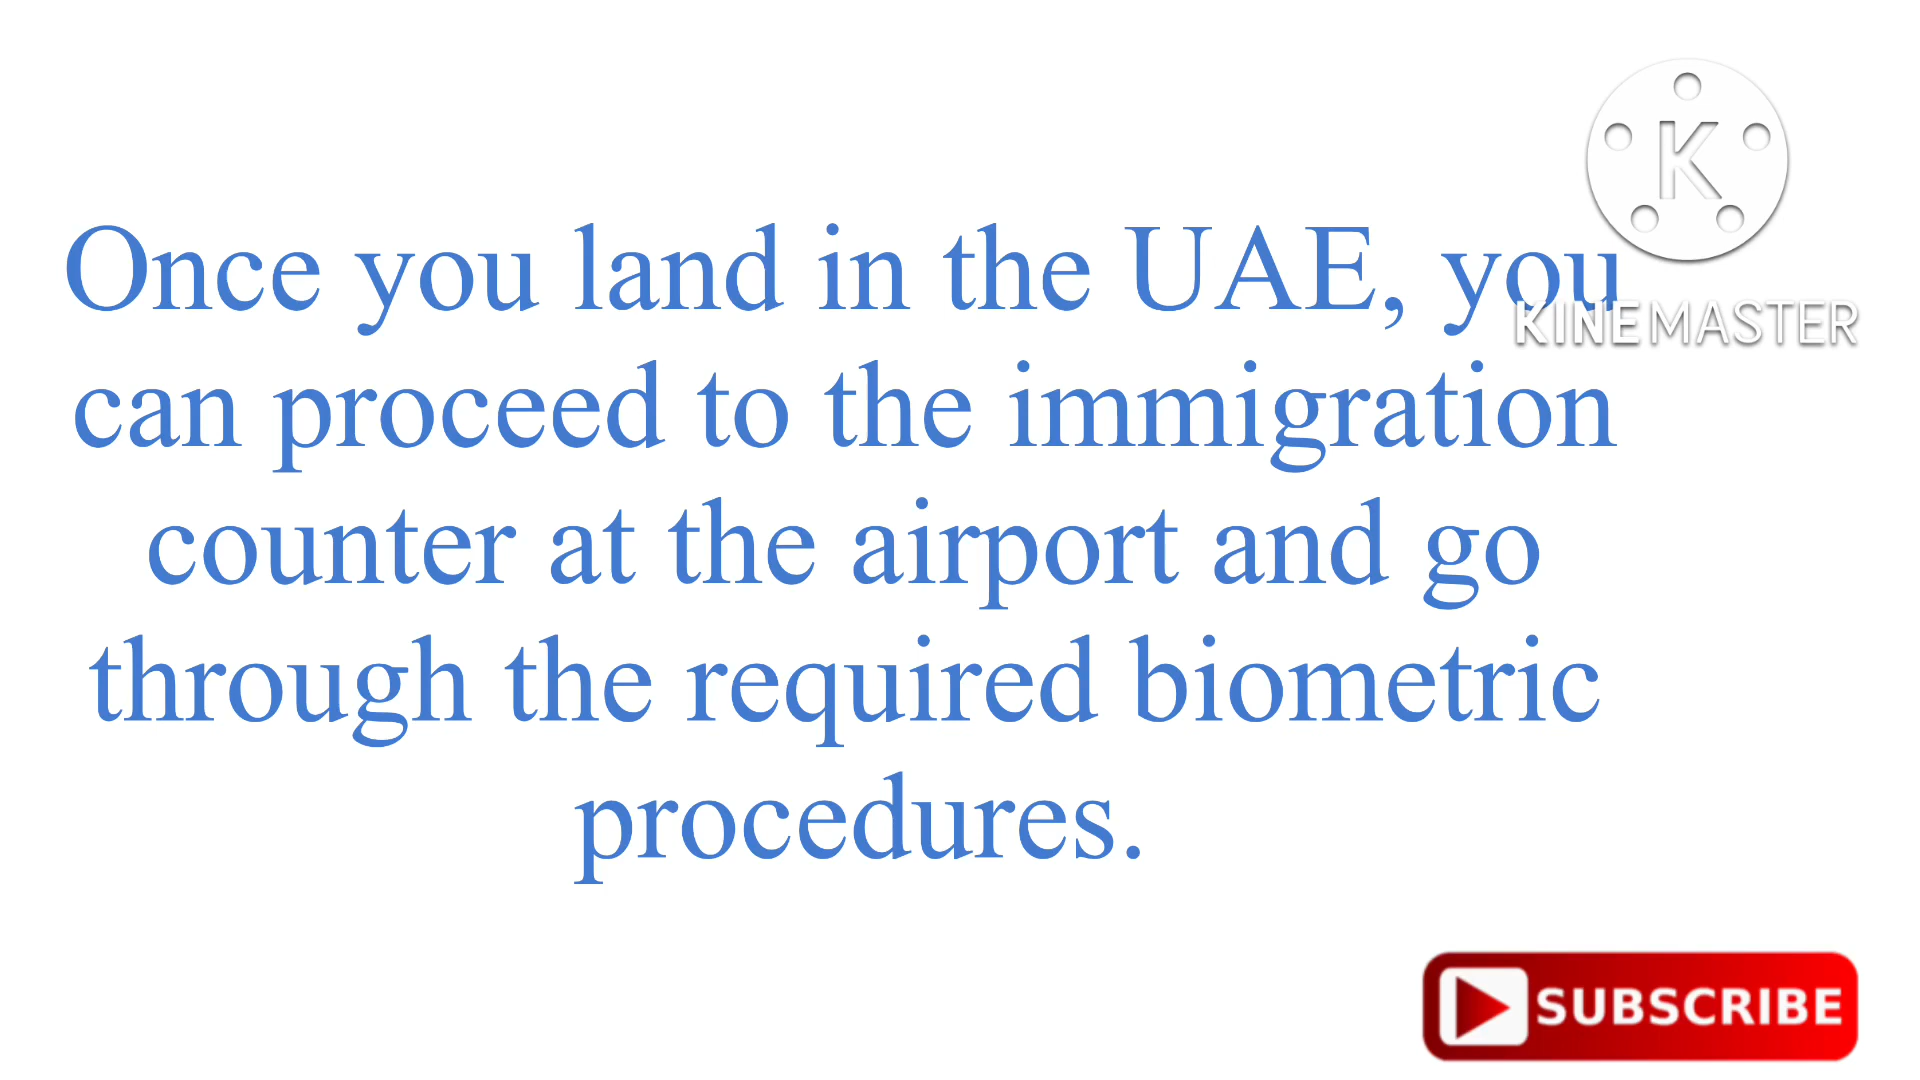 Once you land in the UAE, you
can proceed to the immigration
counter at the airport and go
through the required biometric
procedures.
K
KINEMASTER
SUBSCRIBE